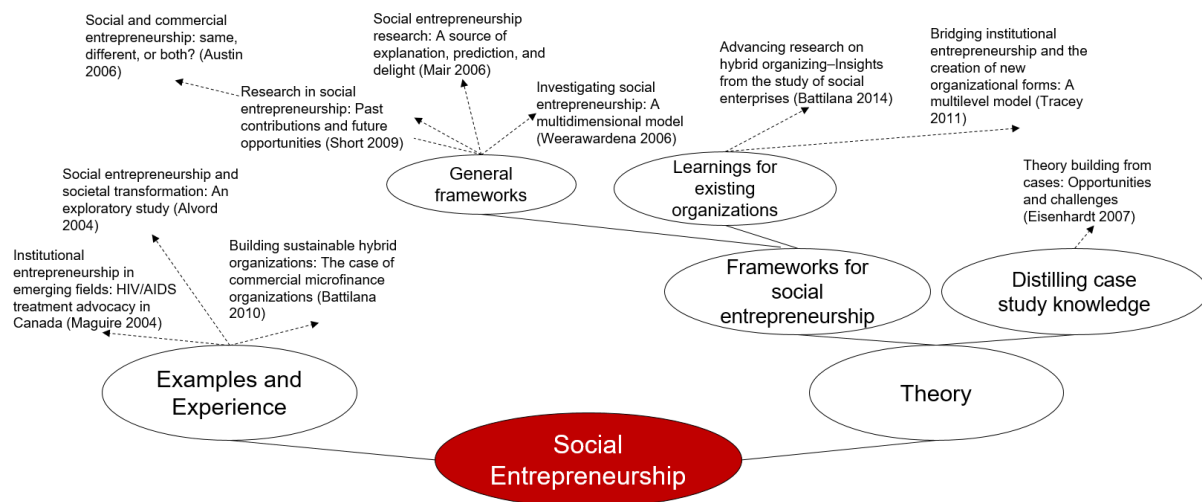 Social and commercial
entrepreneurship: same,
different, or both? (Austin
2006)
Social entrepreneurship
research: A source of
explanation, prediction, and
delight (Mair 2006)
Research in social
entrepreneurship: Past
contributions and future
opportunities (Short 2009)
Investigating social
entrepreneurship: A
multidimensional model
(Weerawardena 2006)
Advancing research on
hybrid organizing–Insights
from the study of social
enterprises (Battilana 2014)
Bridging institutional
entrepreneurship and the
creation of new
organizational forms: A
multilevel model (Tracey
2011)
General
frameworks
Learnings for
existing
organizations
Theory building from
cases: Opportunities
and challenges
(Eisenhardt 2007)
Social entrepreneurship
and societal transformation: An
exploratory study (Alvord
2004)
Institutional
entrepreneurship in
emerging fields: HIV/AIDS
treatment advocacy in
Canada (Maguire 2004)
Building sustainable hybrid
organizations: The case of
commercial microfinance
organizations (Battilana
2010)
Frameworks for
social
entrepreneurship
Distilling case
study knowledge
Examples and
Experience
Theory
Social
Entrepreneurship